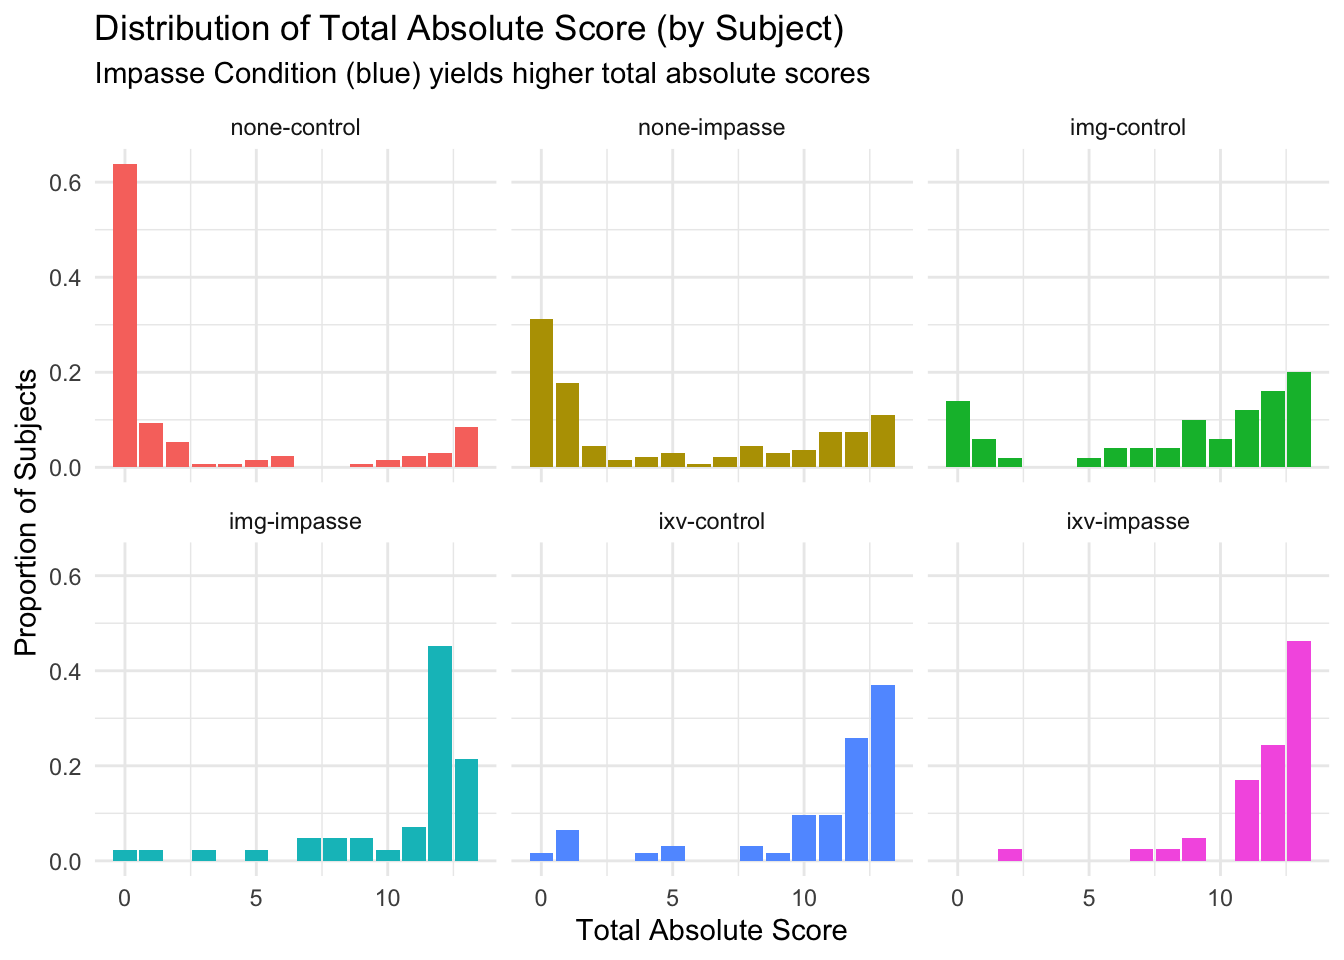 Distribution of Total Absolute Score (by Subject)
Impasse Condition (blue) yields higher total absolute scores
none-control
none-impasse
img-control
0.6
0.4
0.2
0.0
img-impasse
ixv-control
ixv-impasse
0.6
0.4
0.2
0.0
0 5 10
0 5 10
0 5 10
Total Absolute Score
Proportion of Subjects